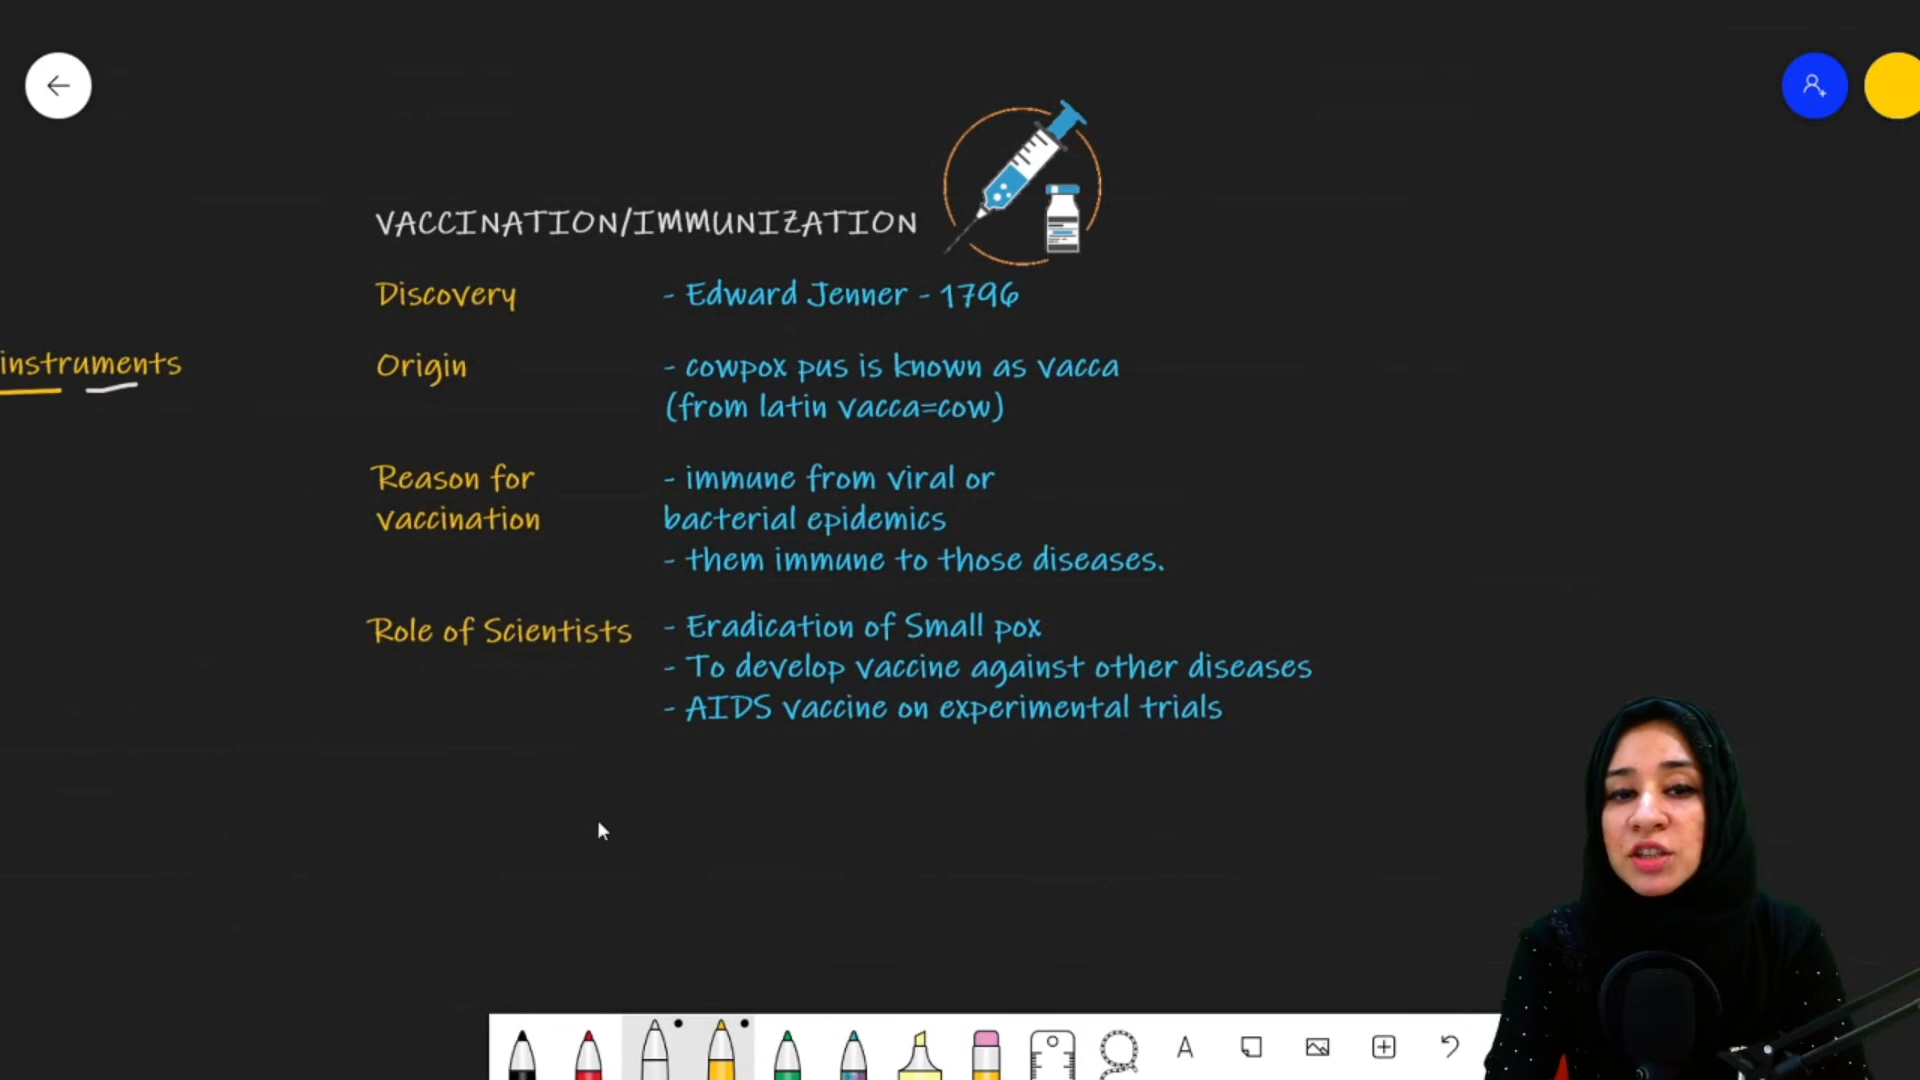 VACCINATION/IMMUNIZATION
Discovery - Edward Jenner - 1796
instruments
Origin - cowpox pus is known as vacca
(from latin vacca=cow)
Reason for - immune from viral or
vaccination bacterial epidemics
- them immune to those diseases.
Role of Scientists - Eradication of Small pox
- To develop vaccine against other diseases
- AIDS vaccine on experimental trials
A